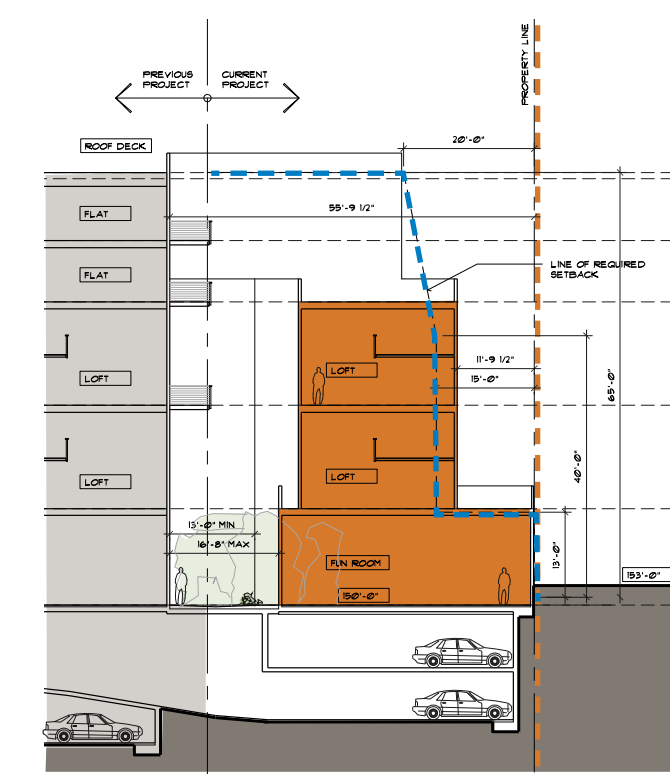 PROPERTY LINE
PREVIOUS
PROJECT
CURRENT
PROJECT
ROOF DECK
20'-0"
FLAT
55'-9 1/2"
FLAT
LINE OF REQUIRED
SETBACK
LOFT
LOFT
11'-9 1/2"
15'-0"
65'-0"
40'-0"
LOFT
LOFT
13'-0" MIN
16'-8" MAX
FUN ROOM
13'-0"
153'-0"
150'-0"